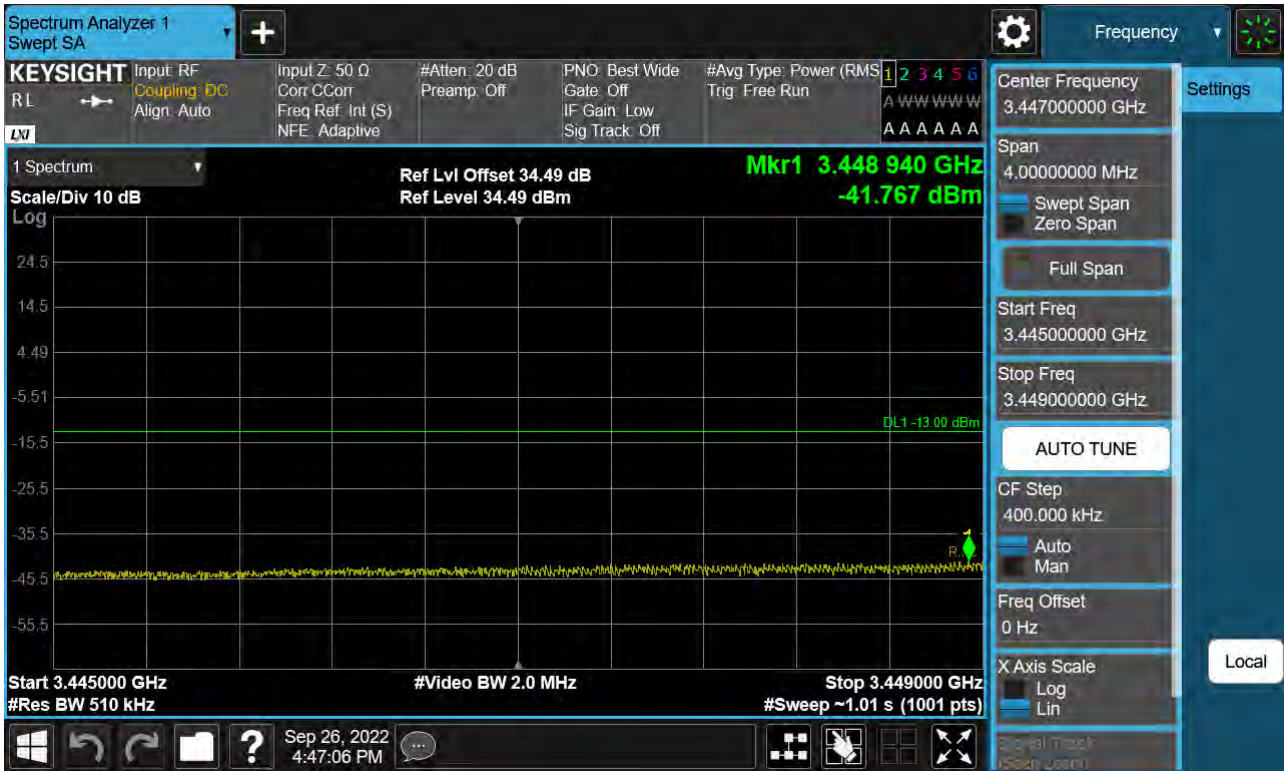 Spectrum Analyzer 1
Swept SA
Frequency
KEYSIGHT
RL
LXI
Input: RF
Coupling: DC
Align: Auto
Input Z: 50 Ω
Corr CCorr
Freq Ref: Int (S)
NFE: Adaptive
#Atten: 20 dB
Preamp: Off
PNO: Best Wide
Gate: Off
IF Gain: Low
Sig Track: Off
#Avg Type: Power (RMS
Trig: Free Run
1 2 3 4 5 6
A W W W W W
A A A A A A
1 Spectrum
Scale/Div 10 dB
Log
Ref Lvl Offset 34.49 dB
Ref Level 34.49 dBm
Mkr1 3.448 940 GHz
-41.767 dBm
24.5
14.5
4.49
-5.51
DL1 -13.00 dBm
-15.5
-25.5
-35.5
1
-45.5
-55.5
Start 3.445000 GHz
#Res BW 510 kHz
#Video BW 2.0 MHz
Stop 3.449000 GHz
#Sweep ~1.01 s (1001 pts)
Center Frequency
3.447000000 GHz
Span
4.00000000 MHz
Swept Span
Zero Span
Full Span
Start Freq
3.445000000 GHz
Stop Freq
3.449000000 GHz
AUTO TUNE
CF Step
400.000 kHz
Auto
Man
Freq Offset
0 Hz
X Axis Scale
Log
Lin
Signal Track
(Span Zoom)
Settings
Local
?
Sep 26, 2022
4:47:06 PM